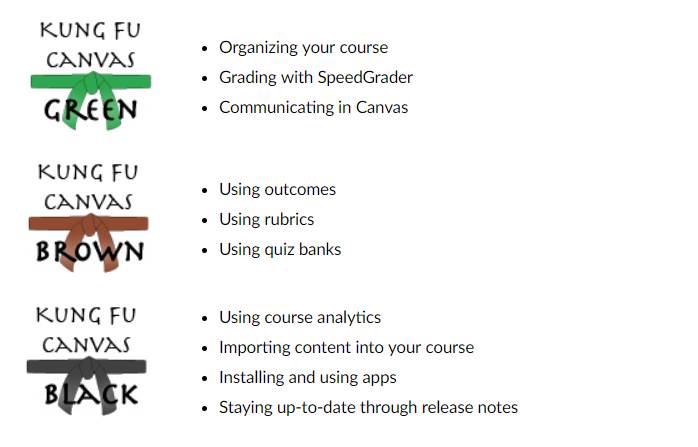 KUNG FU
CANVAS
GREEN
• Organizing your course
• Grading with SpeedGrader
• Communicating in Canvas
KUNG FU
CANVAS
BROWN
• Using outcomes
• Using rubrics
• Using quiz banks
KUNG FU
CANVAS
BLACK
• Using course analytics
• Importing content into your course
• Installing and using apps
• Staying up-to-date through release notes